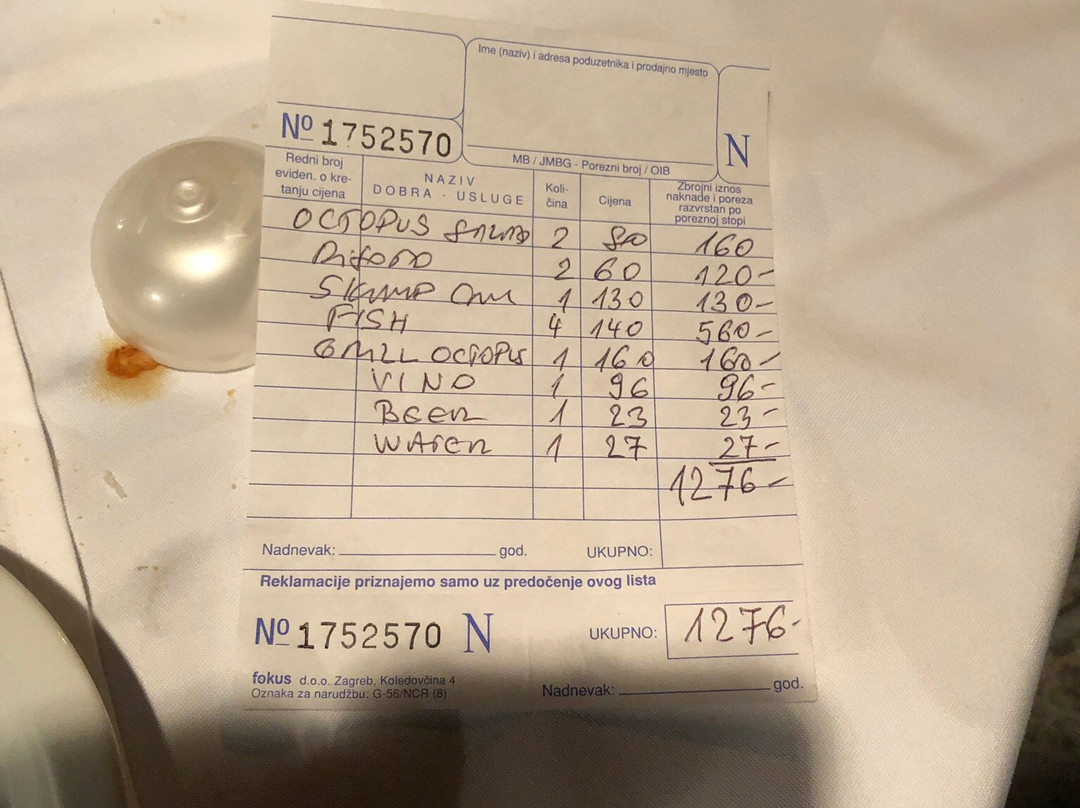 Ime (naziv) i adresa poduzetnika i prodajno mjesto
Nº 1752570
N
MB / JMBG - Porezni broj / OIB
Redni broj eviden. o kre- tanju cijena NAZIV DOBRA - USLUGE Koli- čina Cijena Zbrojni iznos naknade i poreza razvrstan po poreznoj stopi
OCTOPUS 2 80 160
2 60 120-
1 130 130-
FISH 4 140 560-
OCTOPUS 1 160 160-
VINO 1 96 96-
BEER 1 23 23-
WATER 1 27 27-
1276-
Nadnevak: god. UKUPNO:
Reklamacije priznajemo samo uz predočenje ovog lista
Nº 1752570 N UKUPNO: 1276-
fokus d.o.o. Zagreb, Koledovčina 4
Oznaka za narudžbu: G-56/NCR (8)
Nadnevak: god.